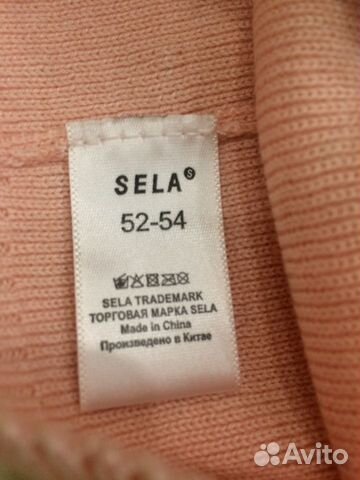 SELA
52-54
SELA TRADEMARK
ТОРГОВАЯ МАРКА SELA
Made in China
Произведено в Китае
Avito